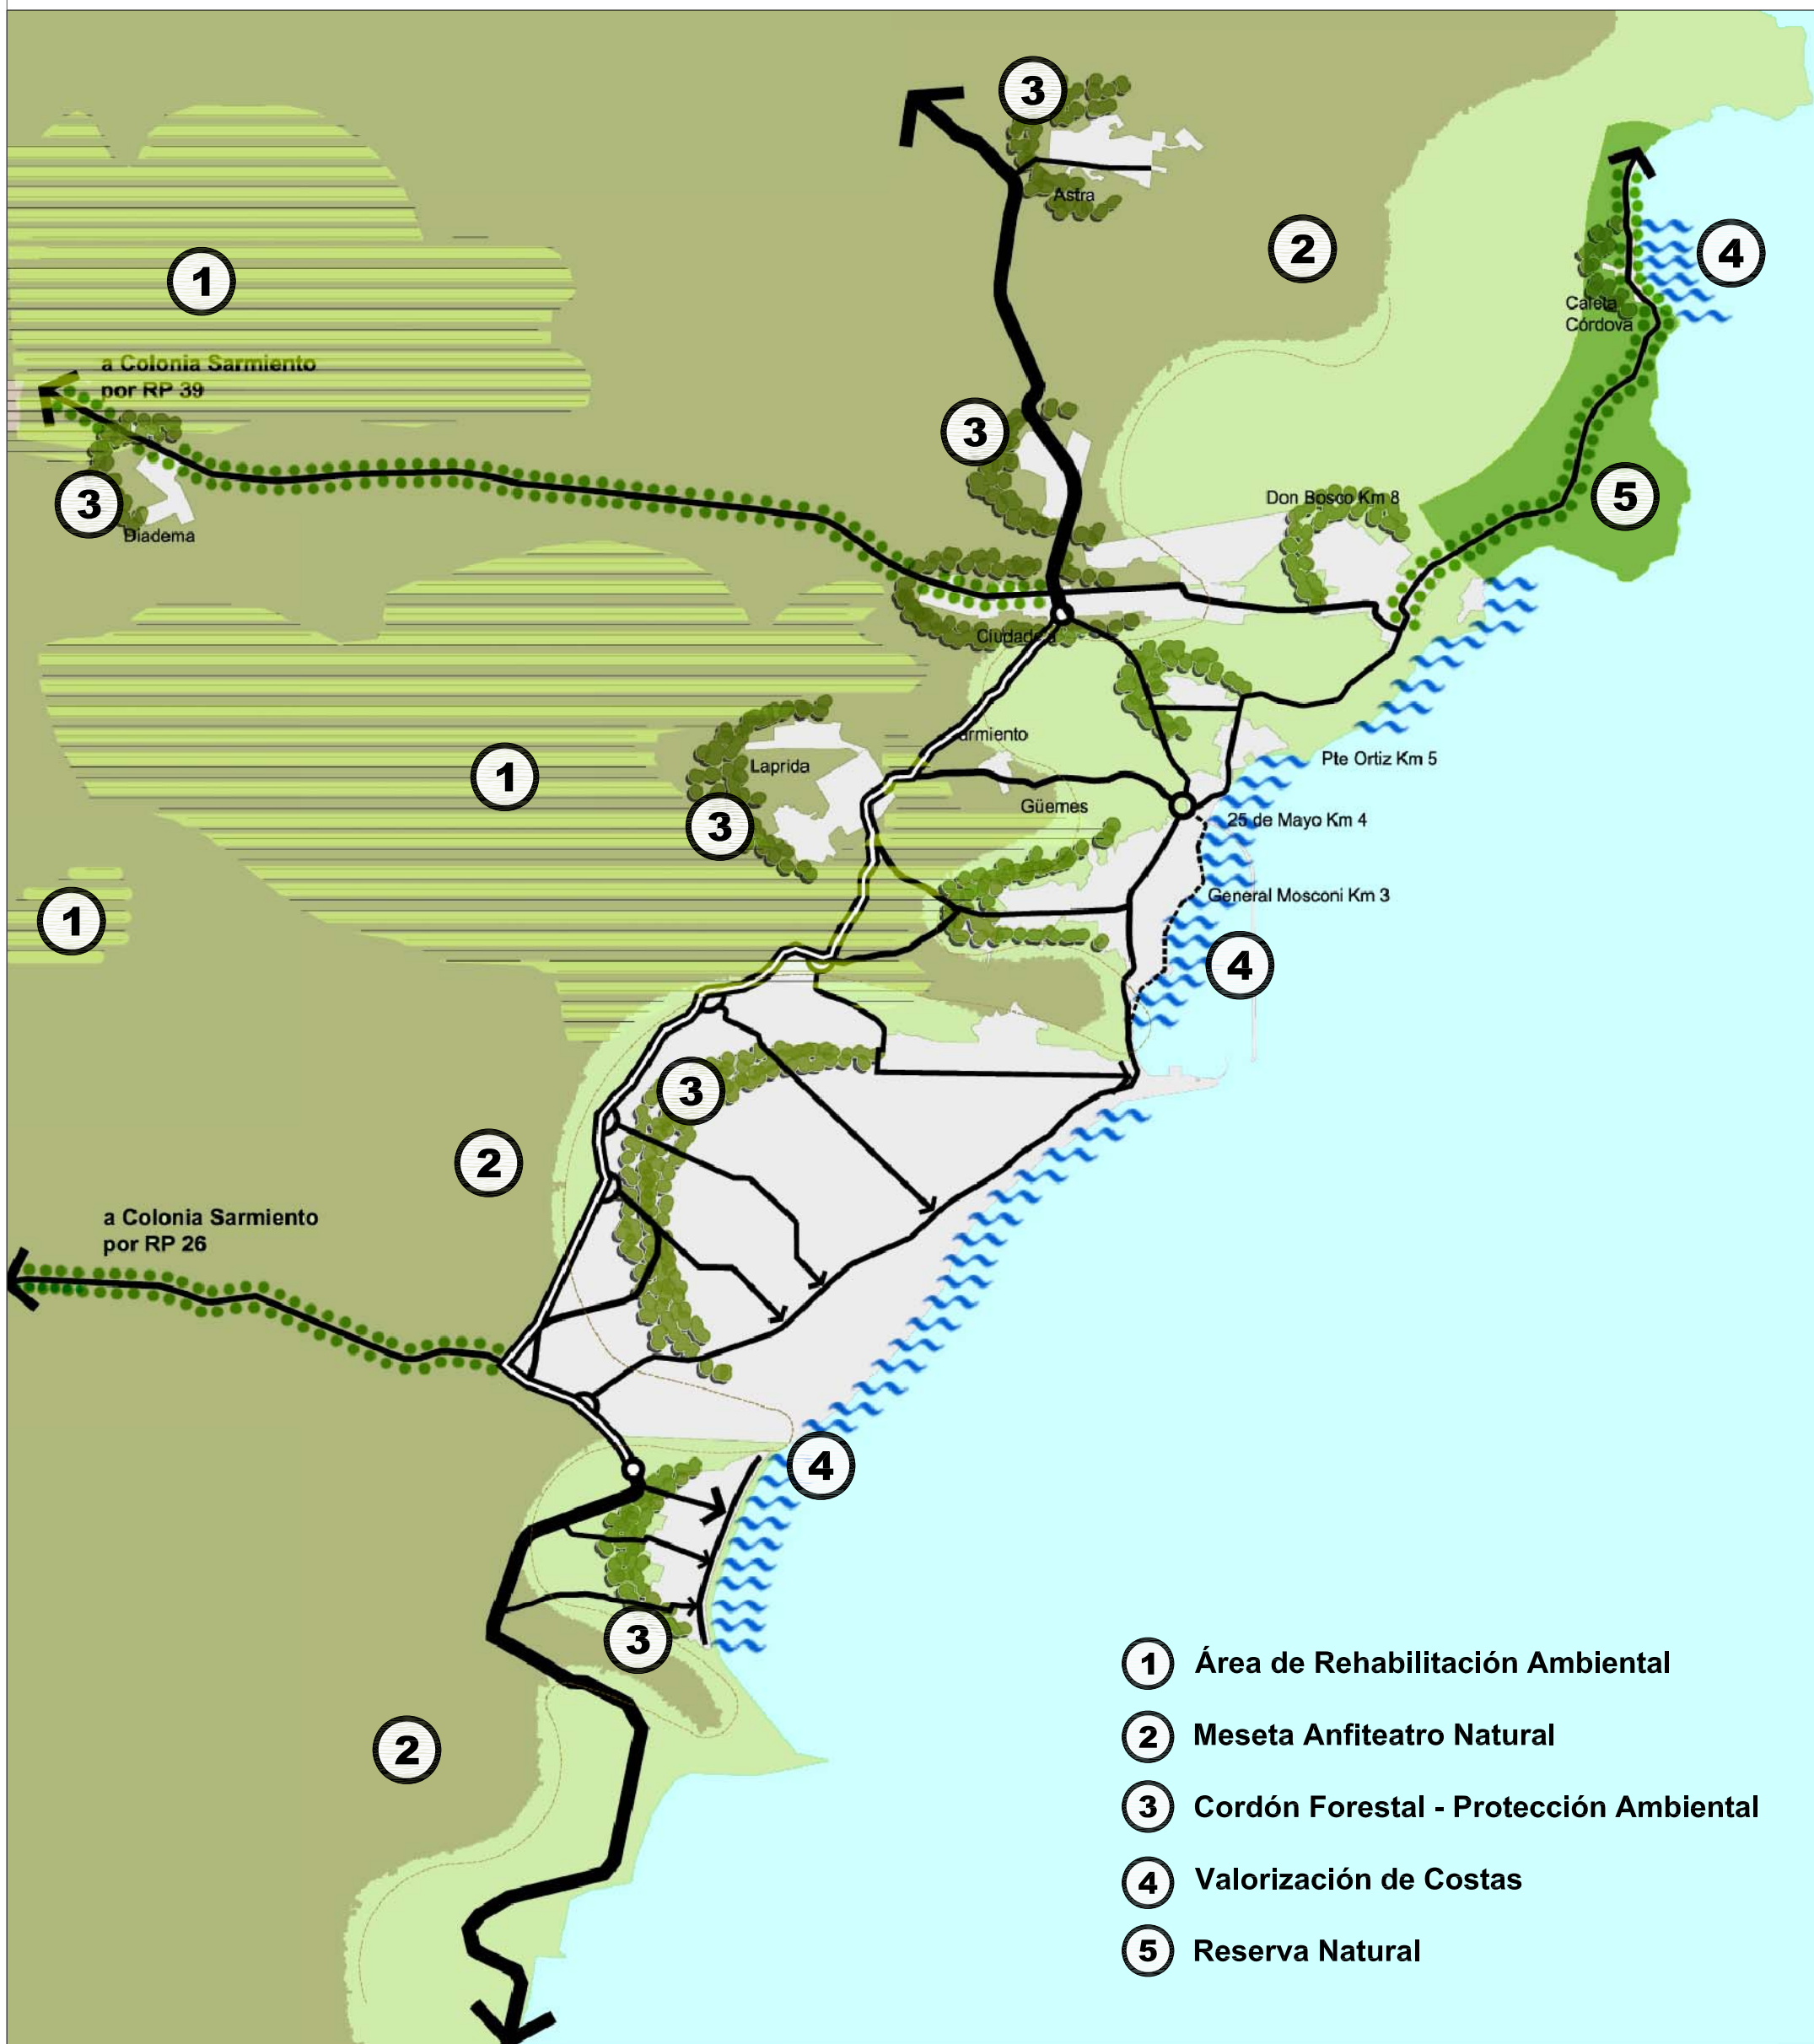 3
Astra
2
4
1
Caleta
Córdova
a Colonia Sarmiento
por RP 39
3
3
Diadema
Don Bosco Km 8
5
Pte Ortiz Km 5
Laprida
1
Güemes
3
25 de Mayo Km 4
General Mosconi Km 3
1
4
3
2
a Colonia Sarmiento
por RP 26
4
3
2
1 Área de Rehabilitación Ambiental
2 Meseta Anfiteatro Natural
3 Cordón Forestal - Protección Ambiental
4 Valorización de Costas
5 Reserva Natural